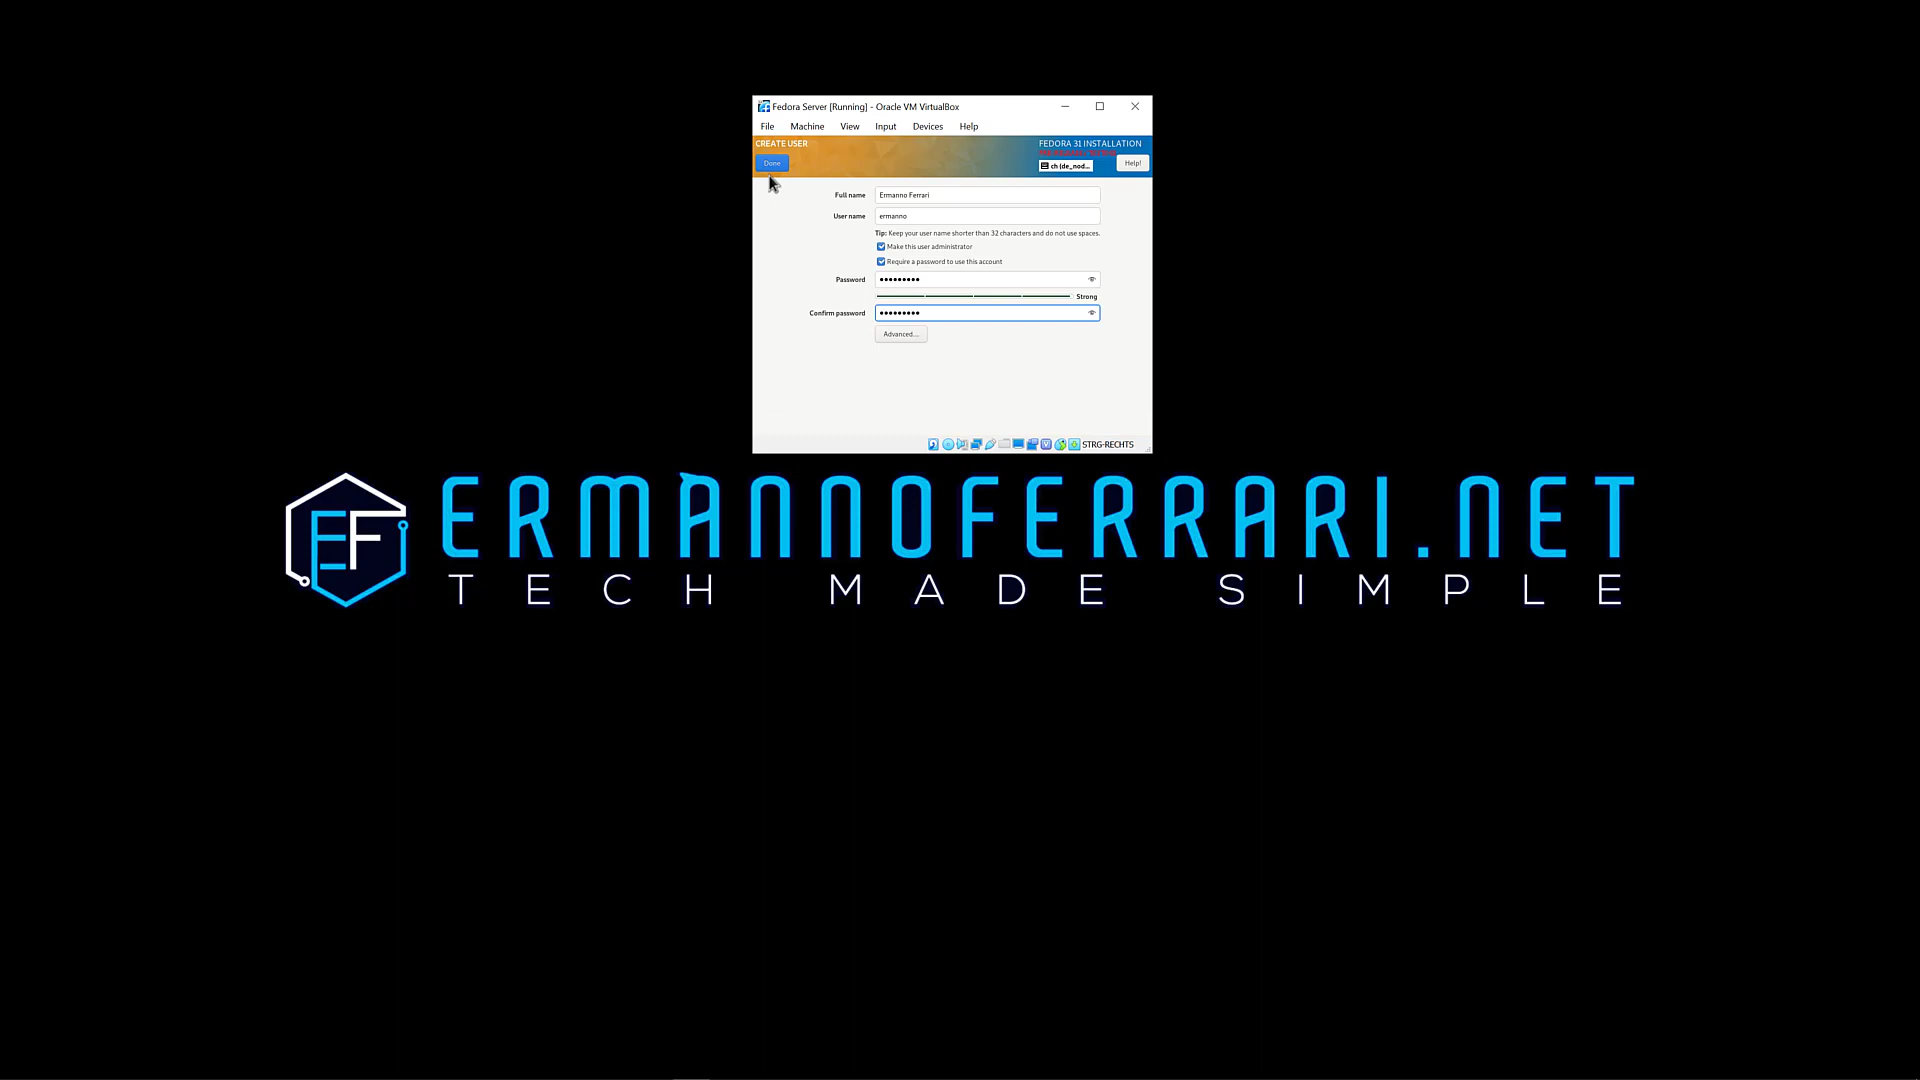 Fedora Server [Running] - Oracle VM VirtualBox
File Machine View Input Devices Help
CREATE USER
FEDORA 31 INSTALLATION
Done
ch (de_nod...
Help!
Full name
Ermanno Ferrari
User name
ermanno
Tip: Keep your user name shorter than 32 characters and do not use spaces.
Make this user administrator
Require a password to use this account
Password
●●●●●●●●●
Strong
Confirm password
●●●●●●●●●
Advanced...
STRG-RECHTS
EF
ERMANNOFERRARI.NET
TECH MADE SIMPLE